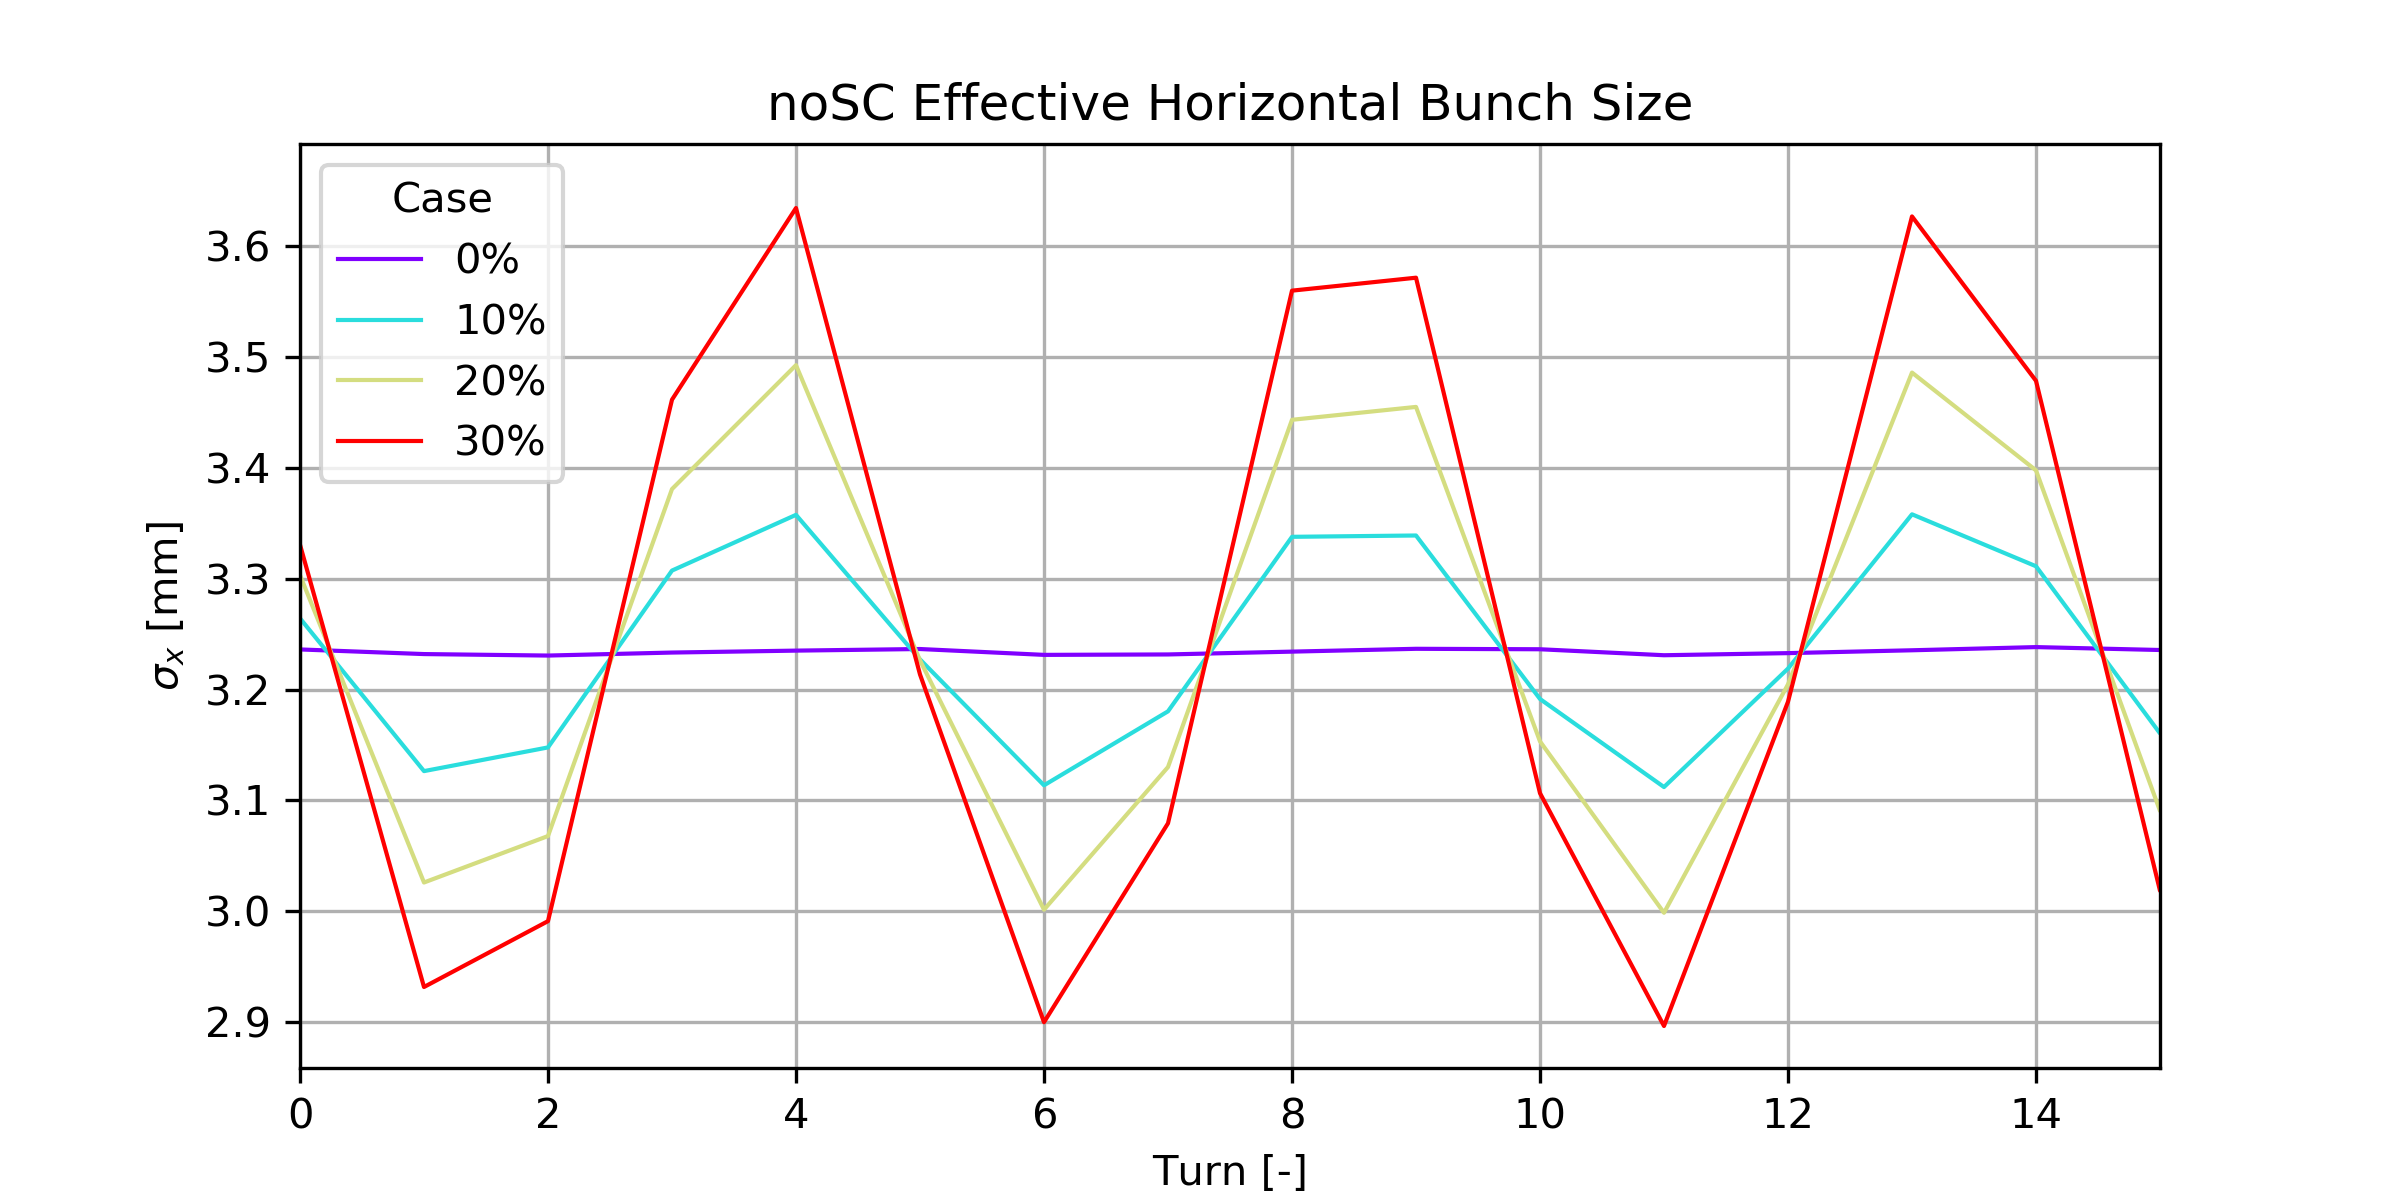 noSC Effective Horizontal Bunch Size
Case
0%
10%
20%
30%
3.6
3.5
3.4
3.3
3.2
3.1
3.0
2.9
σx [mm]
0 2 4 6 8 10 12 14
Turn [-]